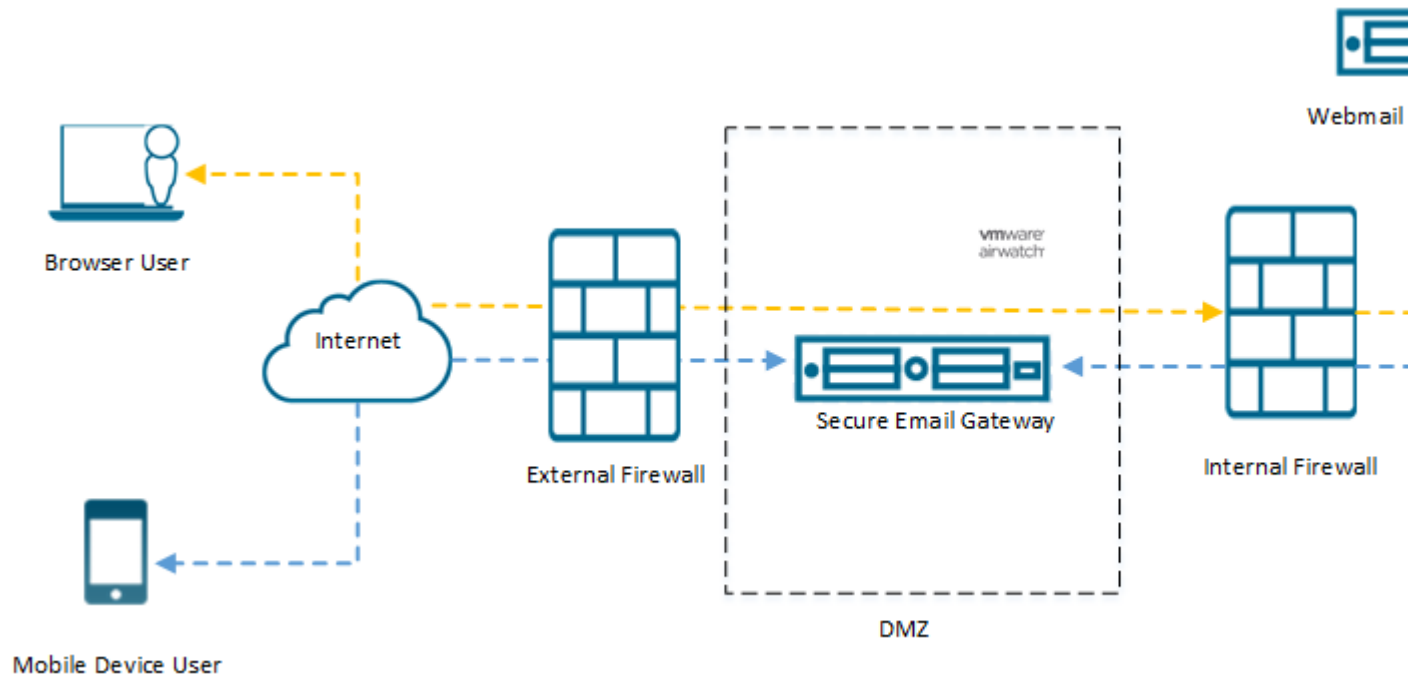 Webmail
Browser User
vmware
airwatch
Internet
Secure Email Gateway
External Firewall
Internal Firewall
DMZ
Mobile Device User